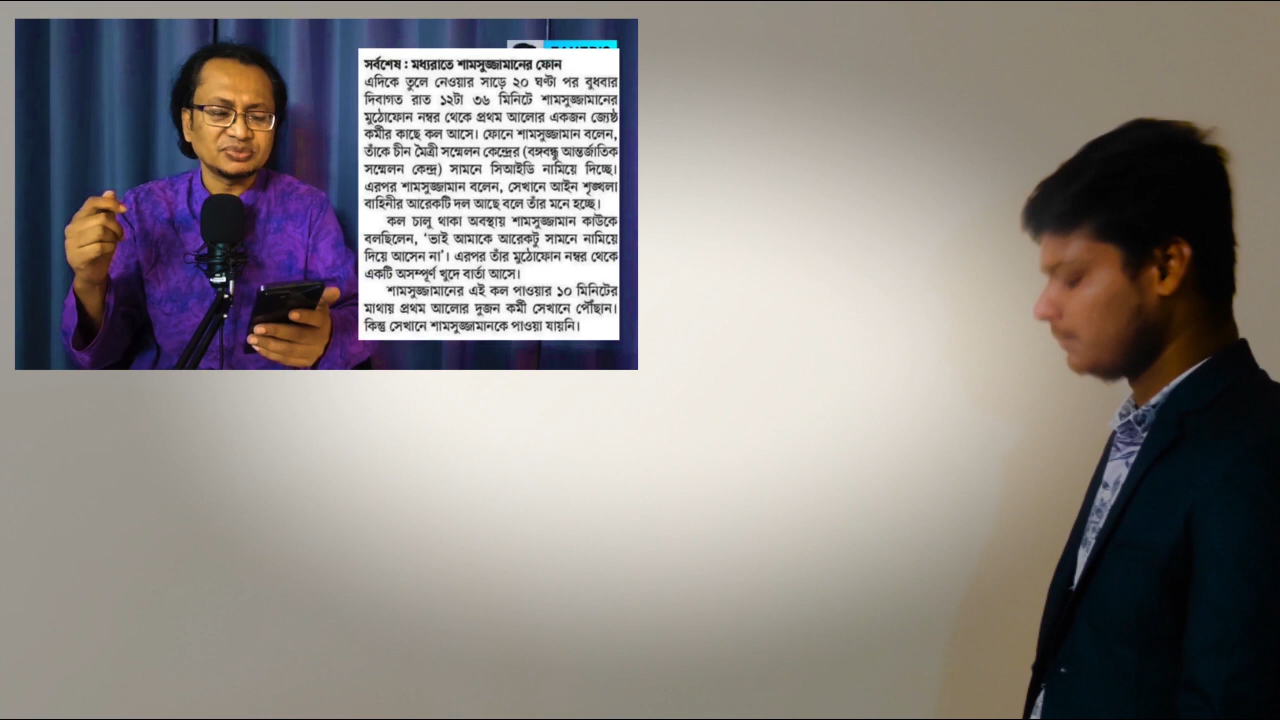 সর্বশেষ : মধ্যরাতে শামসুজ্জামানের ফোন
এদিকে তুলে নেওয়ার সাড়ে ২০ ঘণ্টা পর বুধবার
দিবাগত রাত ১২টা ৩৬ মিনিটে শামসুজ্জামানের
মুঠোফোন নম্বর থেকে প্রথম আলোর একজন জ্যেষ্ঠ
কর্মীর কাছে কল আসে। ফোনে শামসুজ্জামান বলেন,
তাঁকে চীন মৈত্রী সম্মেলন কেন্দ্রের (বঙ্গবন্ধু আন্তর্জাতিক
সম্মেলন কেন্দ্র) সামনে সিআইডি নামিয়ে দিচ্ছে।
এরপর শামসুজ্জামান বলেন, সেখানে আইন শৃঙ্খলা
বাহিনীর আরেকটি দল আছে বলে তাঁর মনে হচ্ছে।
কল চালু থাকা অবস্থায় শামসুজ্জামান কাউকে
বলছিলেন, ‘ভাই আমাকে আরেকটু সামনে নামিয়ে
দিয়ে আসেন না’। এরপর তাঁর মুঠোফোন নম্বর থেকে
একটি অসম্পূর্ণ খুদে বার্তা আসে।
শামসুজ্জামানের এই কল পাওয়ার ১০ মিনিটের
মাথায় প্রথম আলোর দুজন কর্মী সেখানে পৌঁছান।
কিন্তু সেখানে শামসুজ্জামানকে পাওয়া যায়নি।